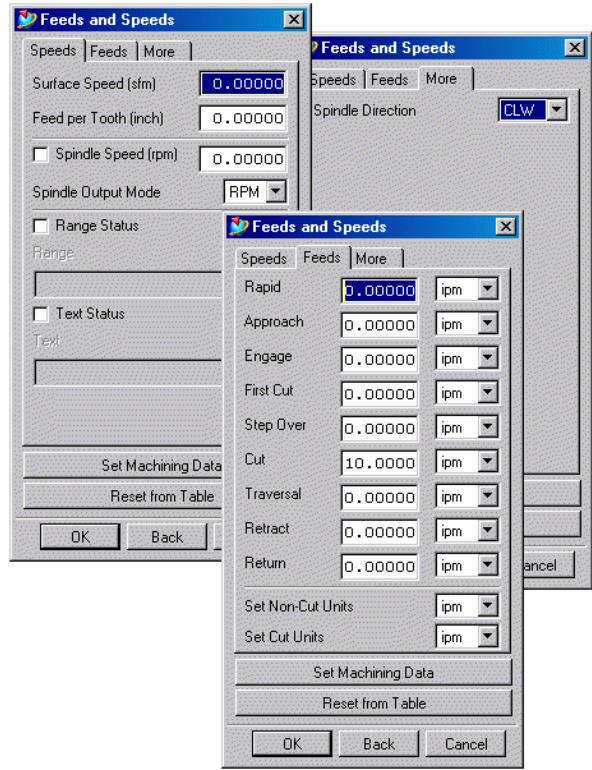 Feeds and Speeds
Speeds Feeds More
Surface Speed (sfm) 0.00000
Feed per Tooth (inch) 0.00000
Spindle Speed (rpm) 0.00000
Spindle Output Mode RPM
Range Status
Range
Text Status
Text
Set Machining Data
Reset from Table
OK Back
Feeds and Speeds
Speeds Feeds More
Spindle Direction CLW
ancel
Feeds and Speeds
Speeds Feeds More
Rapid 0.00000 ipm
Approach 0.00000 ipm
Engage 0.00000 ipm
First Cut 0.00000 ipm
Step Over 0.00000 ipm
Cut 10.0000 ipm
Traversal 0.00000 ipm
Retract 0.00000 ipm
Return 0.00000 ipm
Set Non-Cut Units ipm
Set Cut Units ipm
Set Machining Data
Reset from Table
OK Back Cancel